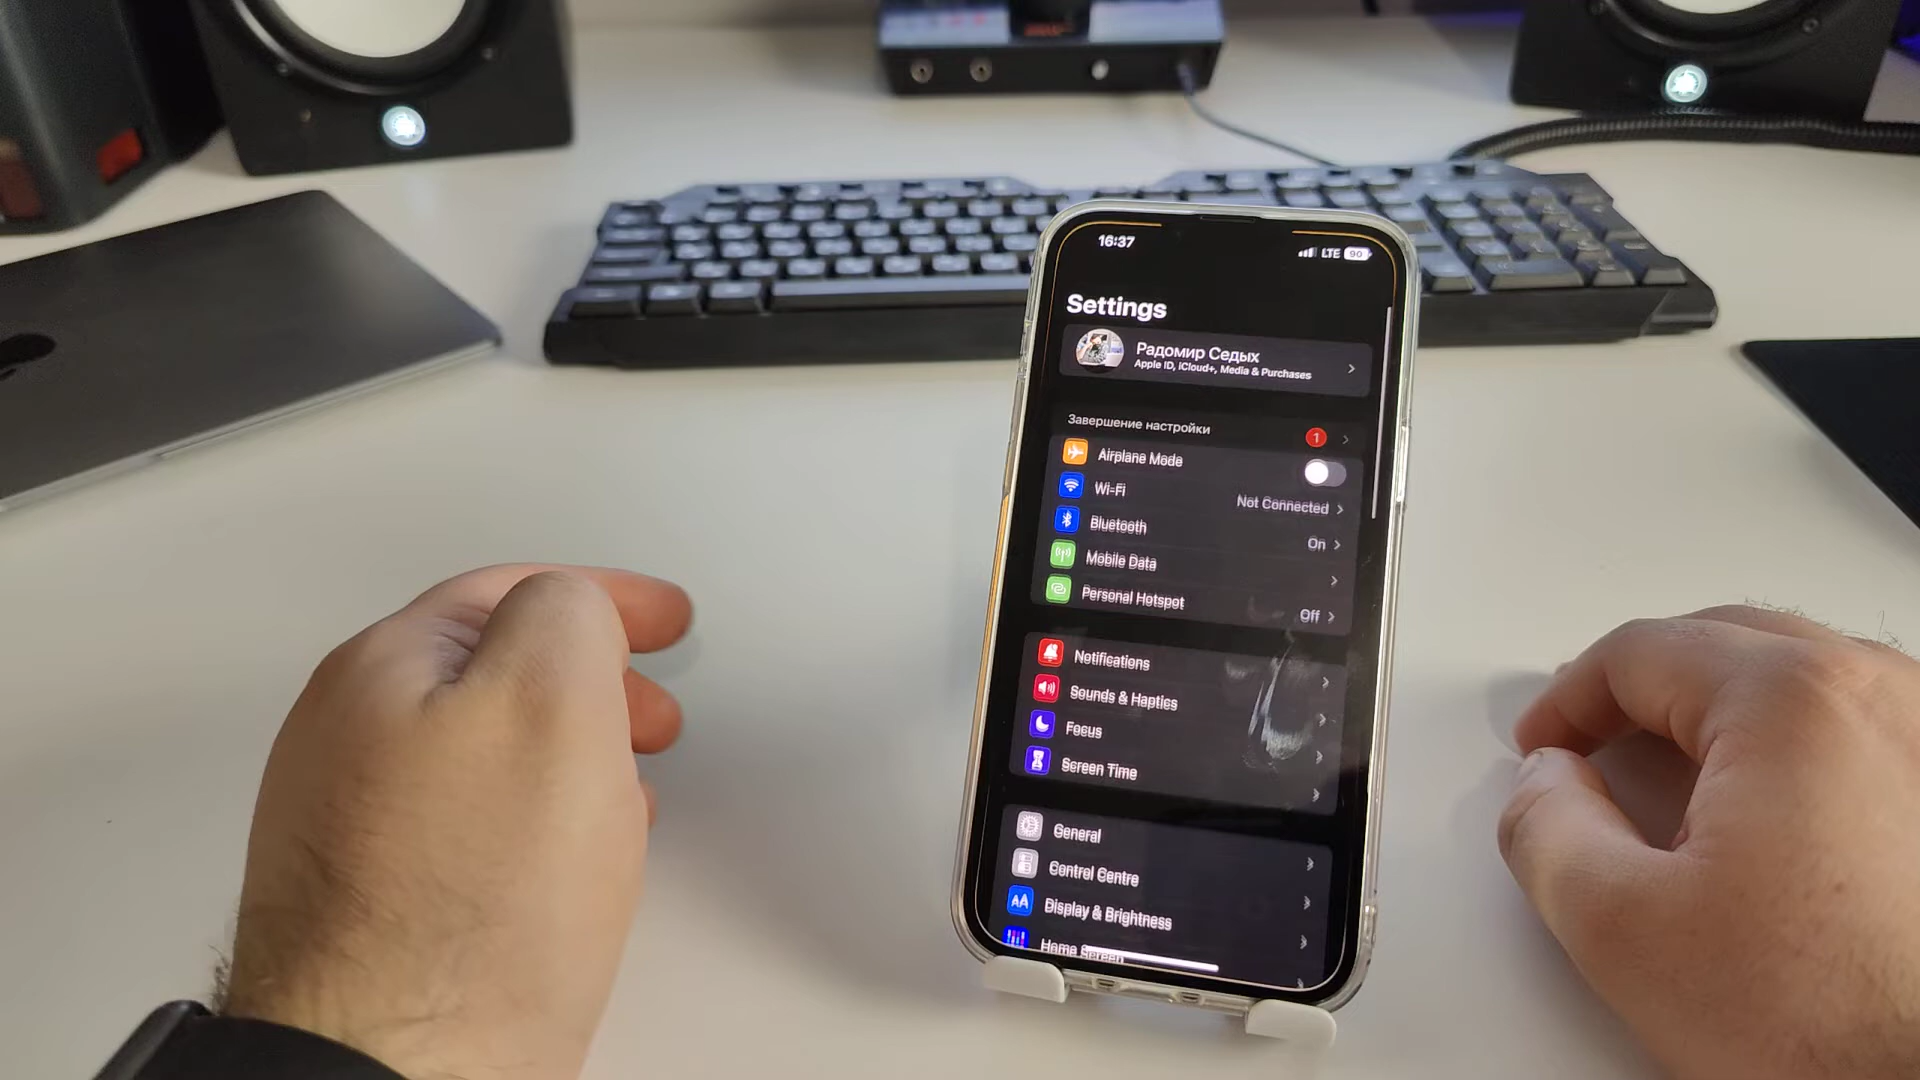 16:37
LTE 90
Settings
Радомир Седых
Apple ID, iCloud+, Media & Purchases
Завершение настройки 1
Airplane Mode
Wi-Fi Not Connected
Bluetooth On
Mobile Data
Personal Hotspot Off
Notifications
Sounds & Haptics
Focus
Screen Time
General
Control Centre
AA Display & Brightness
Home Screen